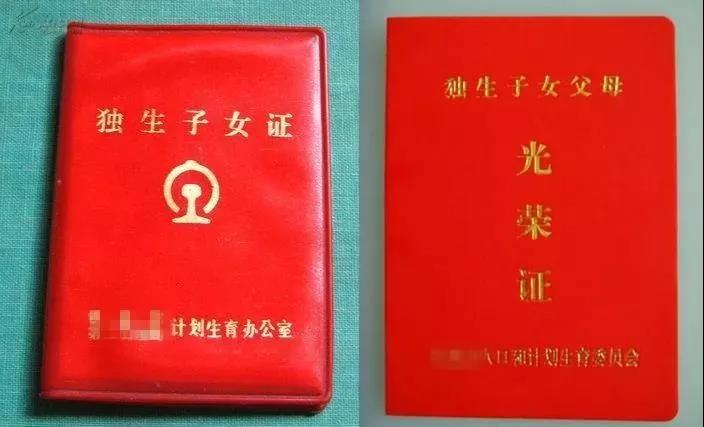 独生子女证
计划生育办公室
独生子女父母
光
荣
证
人口和计划生育委员会